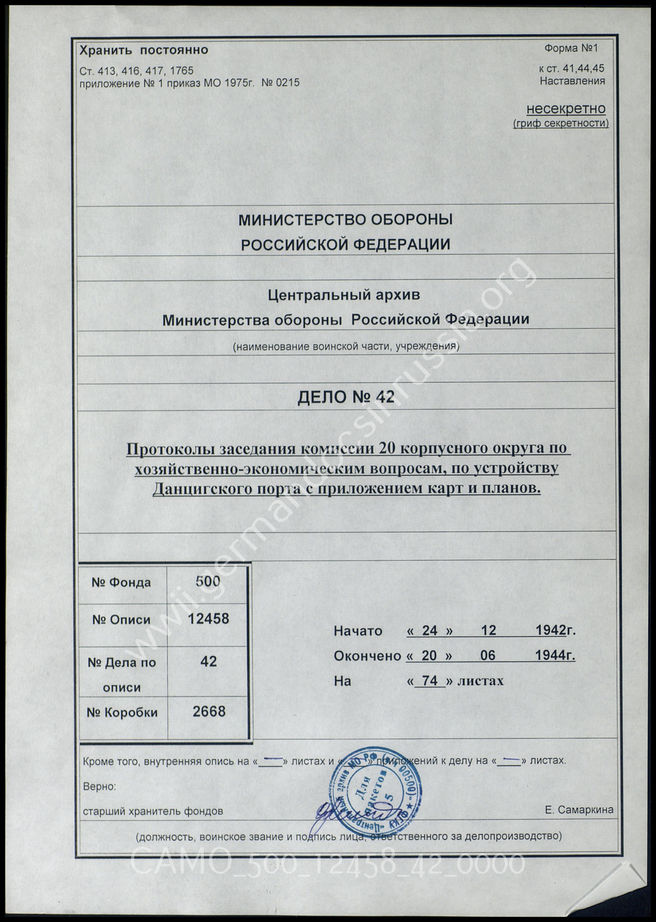 Хранить постоянно
Форма №1
Ст. 413, 416, 417, 1765
приложение № 1 приказ МО 1975г. № 0215
к ст. 41,44,45
Наставления
несекретно
(гриф секретности)
МИНИСТЕРСТВО ОБОРОНЫ
РОССИЙСКОЙ ФЕДЕРАЦИИ
Центральный архив
Министерства обороны Российской Федерации
(наименование воинской части, учреждения)
ДЕЛО № 42
Протоколы заседания комиссии 20 корпусного округа по
хозяйственно-экономическим вопросам, по устройству
Данцигского порта с приложением карт и планов.
№ Фонда 500
№ Описи 12458
№ Дела по описи 42
№ Коробки 2668
Начато « 24 » 12 1942г.
Окончено « 20 » 06 1944г.
На « 74 » листах
Кроме того, внутренняя опись на «—» листах и «—» приложений к делу на «—» листах.
Верно:
старший хранитель фондов
Е. Самаркина
(должность, воинское звание и подпись лица, ответственного за делопроизводство)
Для
пакетов
5
www.germandocsinrussia.org
CAMO_500_12458_42_0000